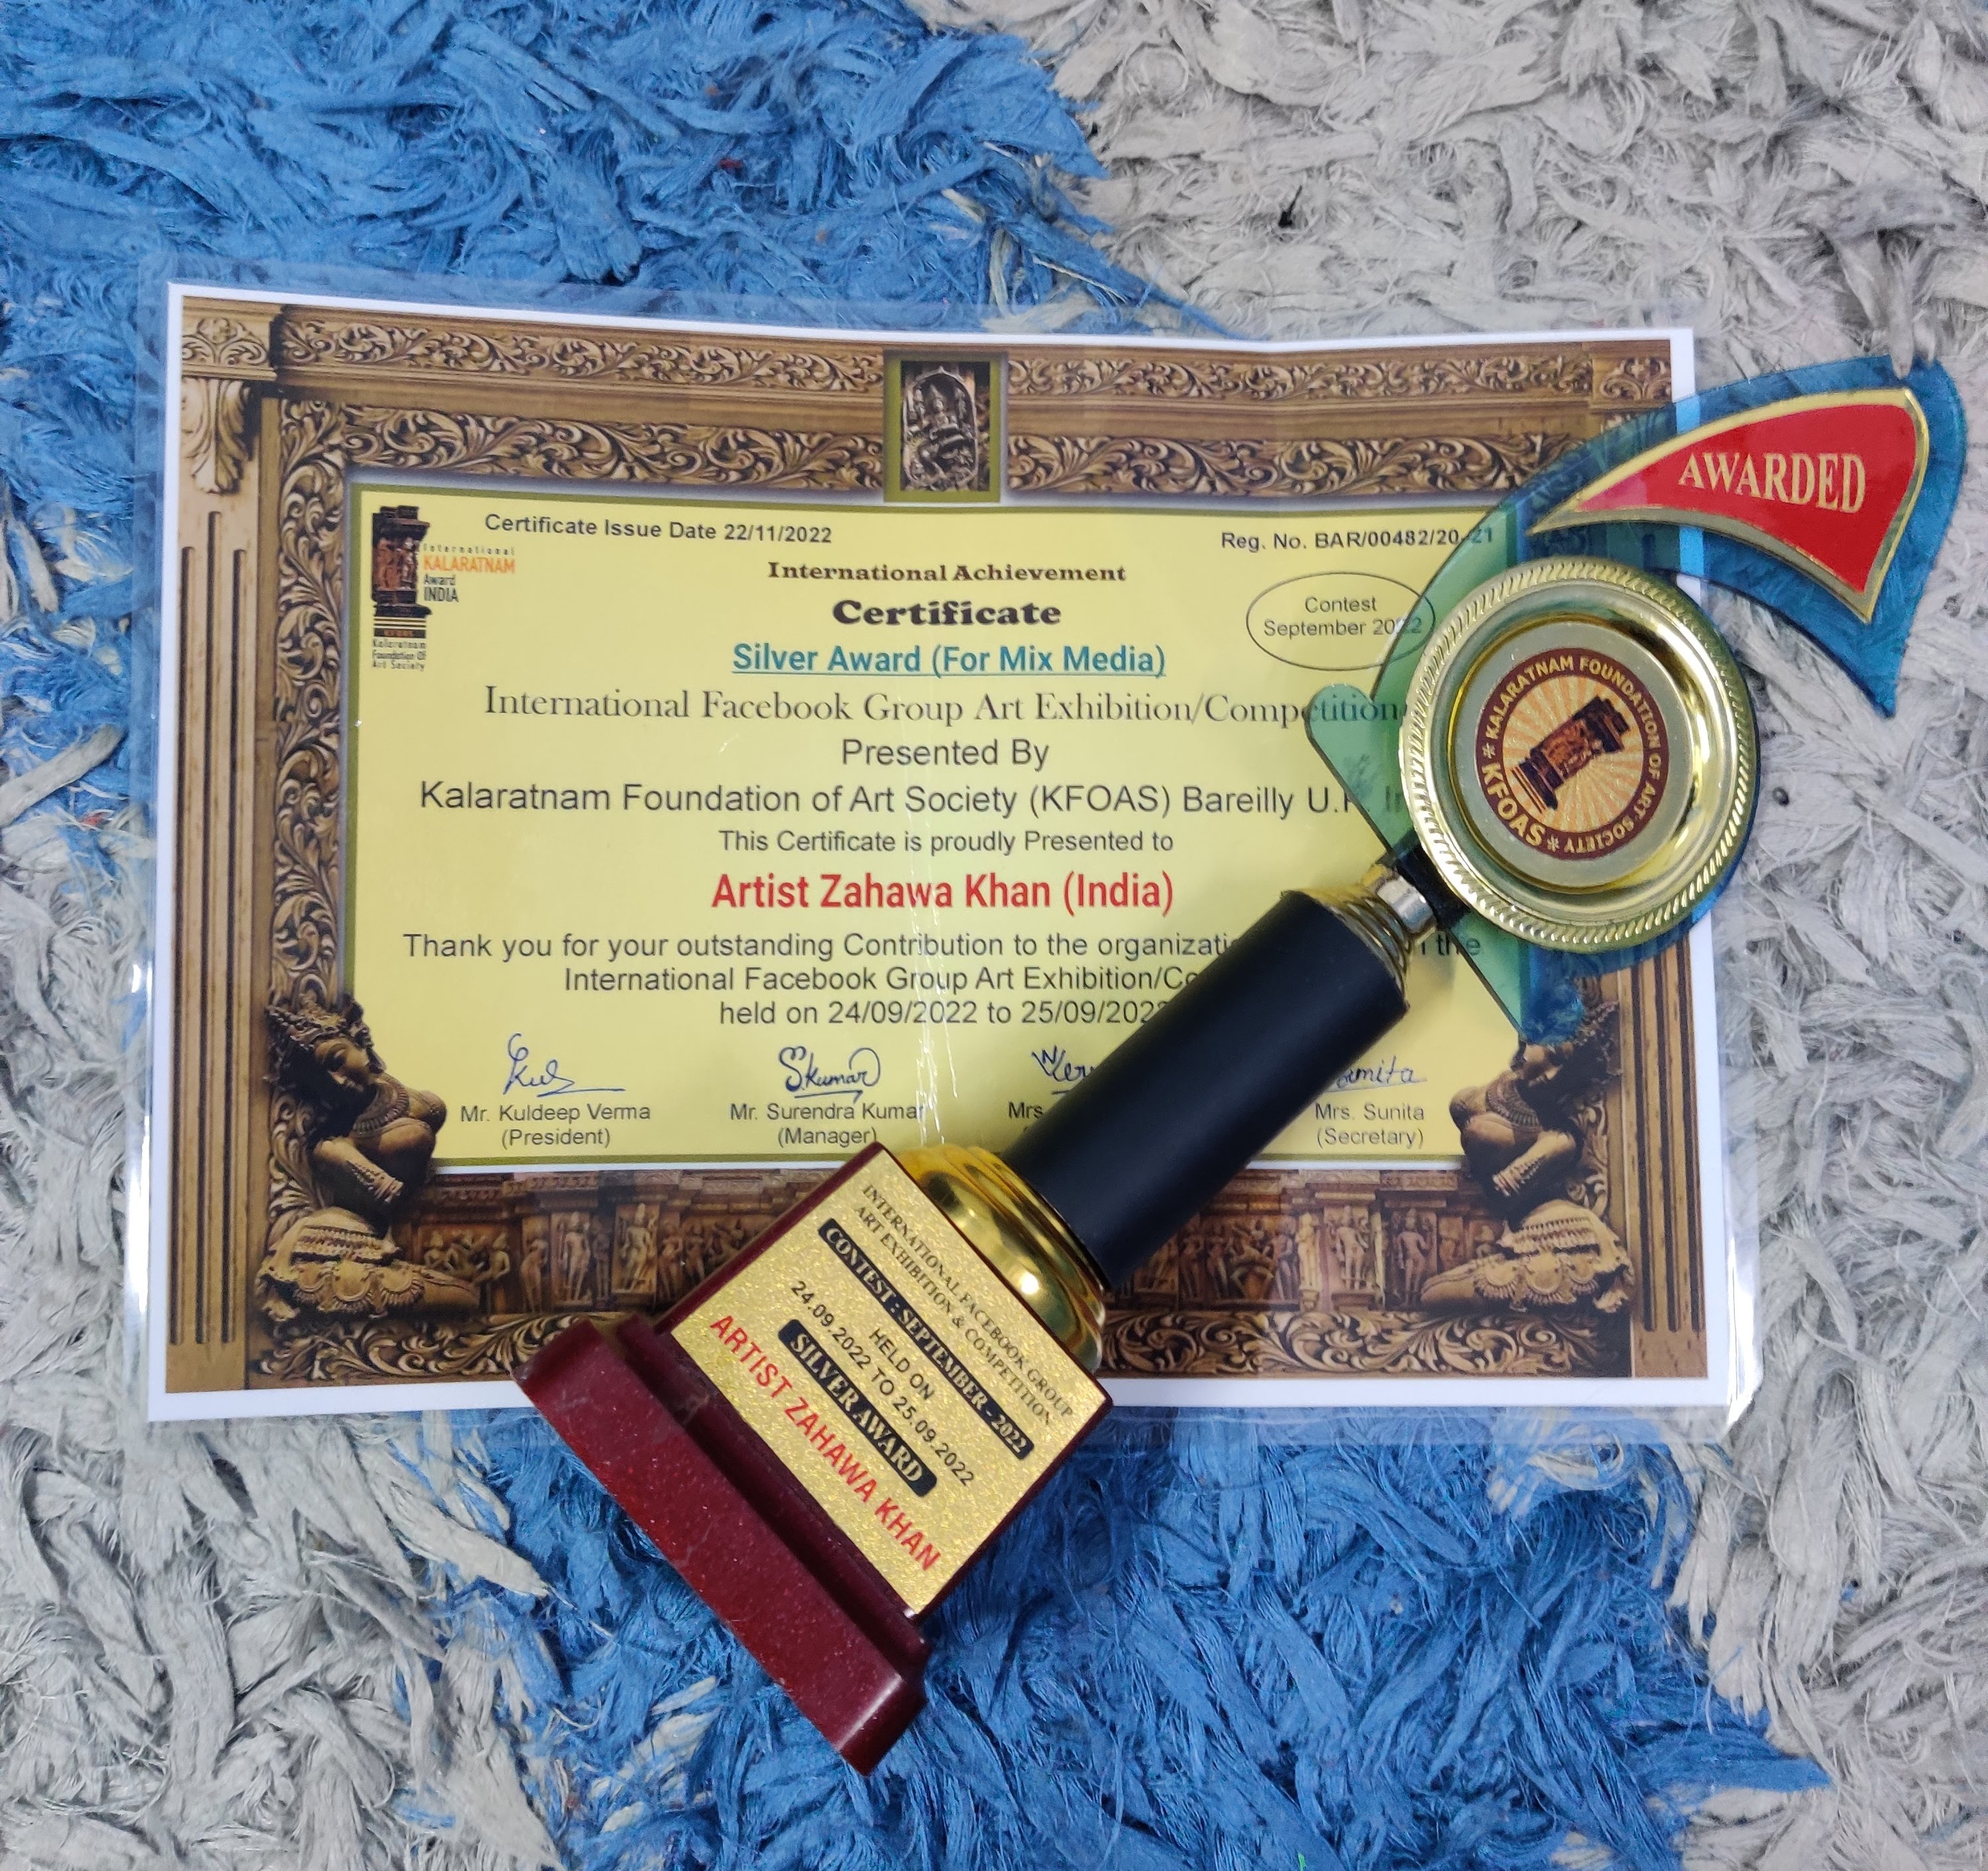 Certificate Issue Date 22/11/2022
Reg. No. BAR/00482/20-21
International
KALARATNAM
Award
INDIA
KFOAS
Kalaratnam
Foundation Of
Art Society
International Achievement
Certificate
Contest
September 2022
Silver Award (For Mix Media)
International Facebook Group Art Exhibition/Competition
Presented By
Kalaratnam Foundation of Art Society (KFOAS) Bareilly U.P.
This Certificate is proudly Presented to
Artist Zahawa Khan (India)
Thank you for your outstanding Contribution to the the
International Facebook Group Art
held on 24/09/2022 to 25/09/2022
Skumar
Mr. Kuldeep Verma
(President)
Mr. Surendra Kumar
(Manager)
Mrs.
Mrs. Sunita
(Secretary)
AWARDED
KALARATNAM FOUNDATION OF ART SOCIETY
* KFOAS *
INTERNATIONAL FACEBOOK GROUP
ART EXHIBITION & COMPETITION
CONTEST : SEPTEMBER - 2022
HELD ON
24.09.2022 TO 25.09.2022
SILVER AWARD
ARTIST ZAHAWA KHAN